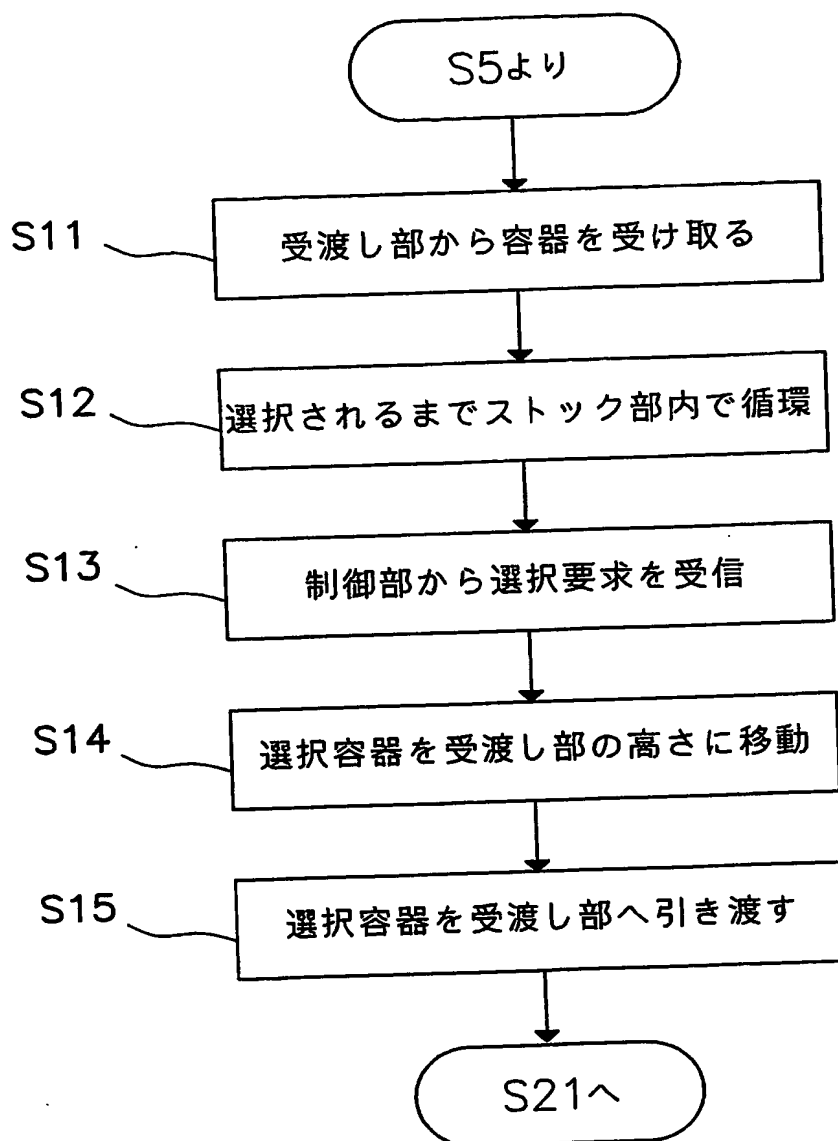 S5より
S11
受渡し部から容器を受け取る
S12
選択されるまでストック部内で循環
S13
制御部から選択要求を受信
S14
選択容器を受渡し部の高さに移動
S15
選択容器を受渡し部へ引き渡す
S21へ